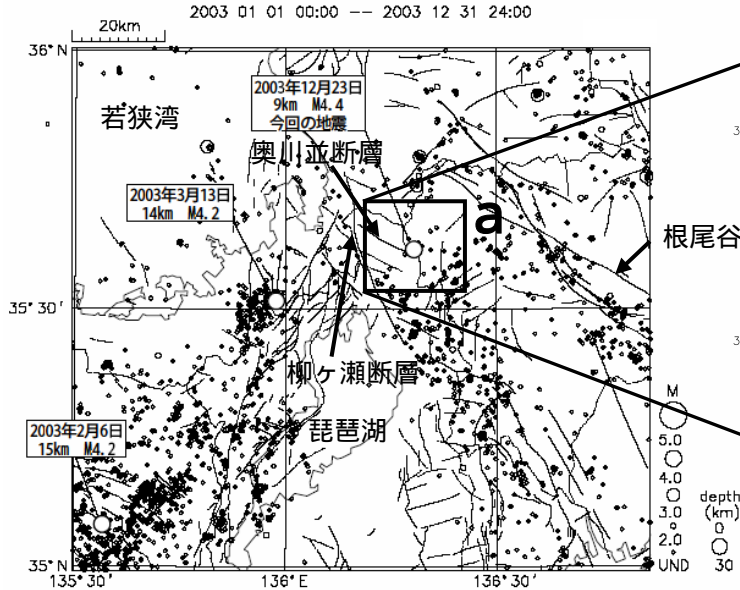 2003 01 01 00:00 -- 2003 12 31 24:00
20km
36°N
2003年12月23日
9km M4.4
今回の地震
若狭湾
奥川並断層
2003年3月13日
14km M4.2
a
根尾谷
35°30′
柳ヶ瀬断層
琵琶湖
2003年2月6日
15km M4.2
M
5.0
4.0
3.0
2.0
UND
depth
(km)
0
30
35°N
135°30′
136°E
136°30′
3
3